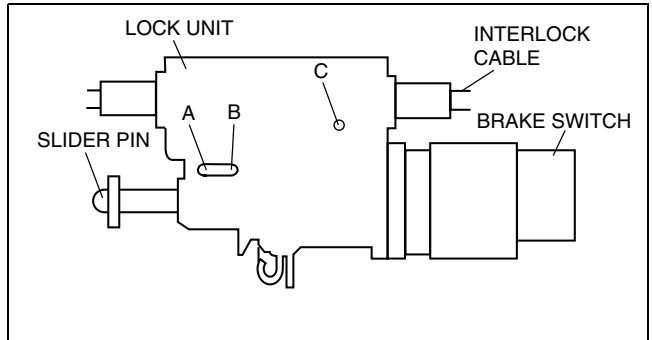 LOCK UNIT
INTERLOCK
CABLE
C
A
B
BRAKE SWITCH
SLIDER PIN